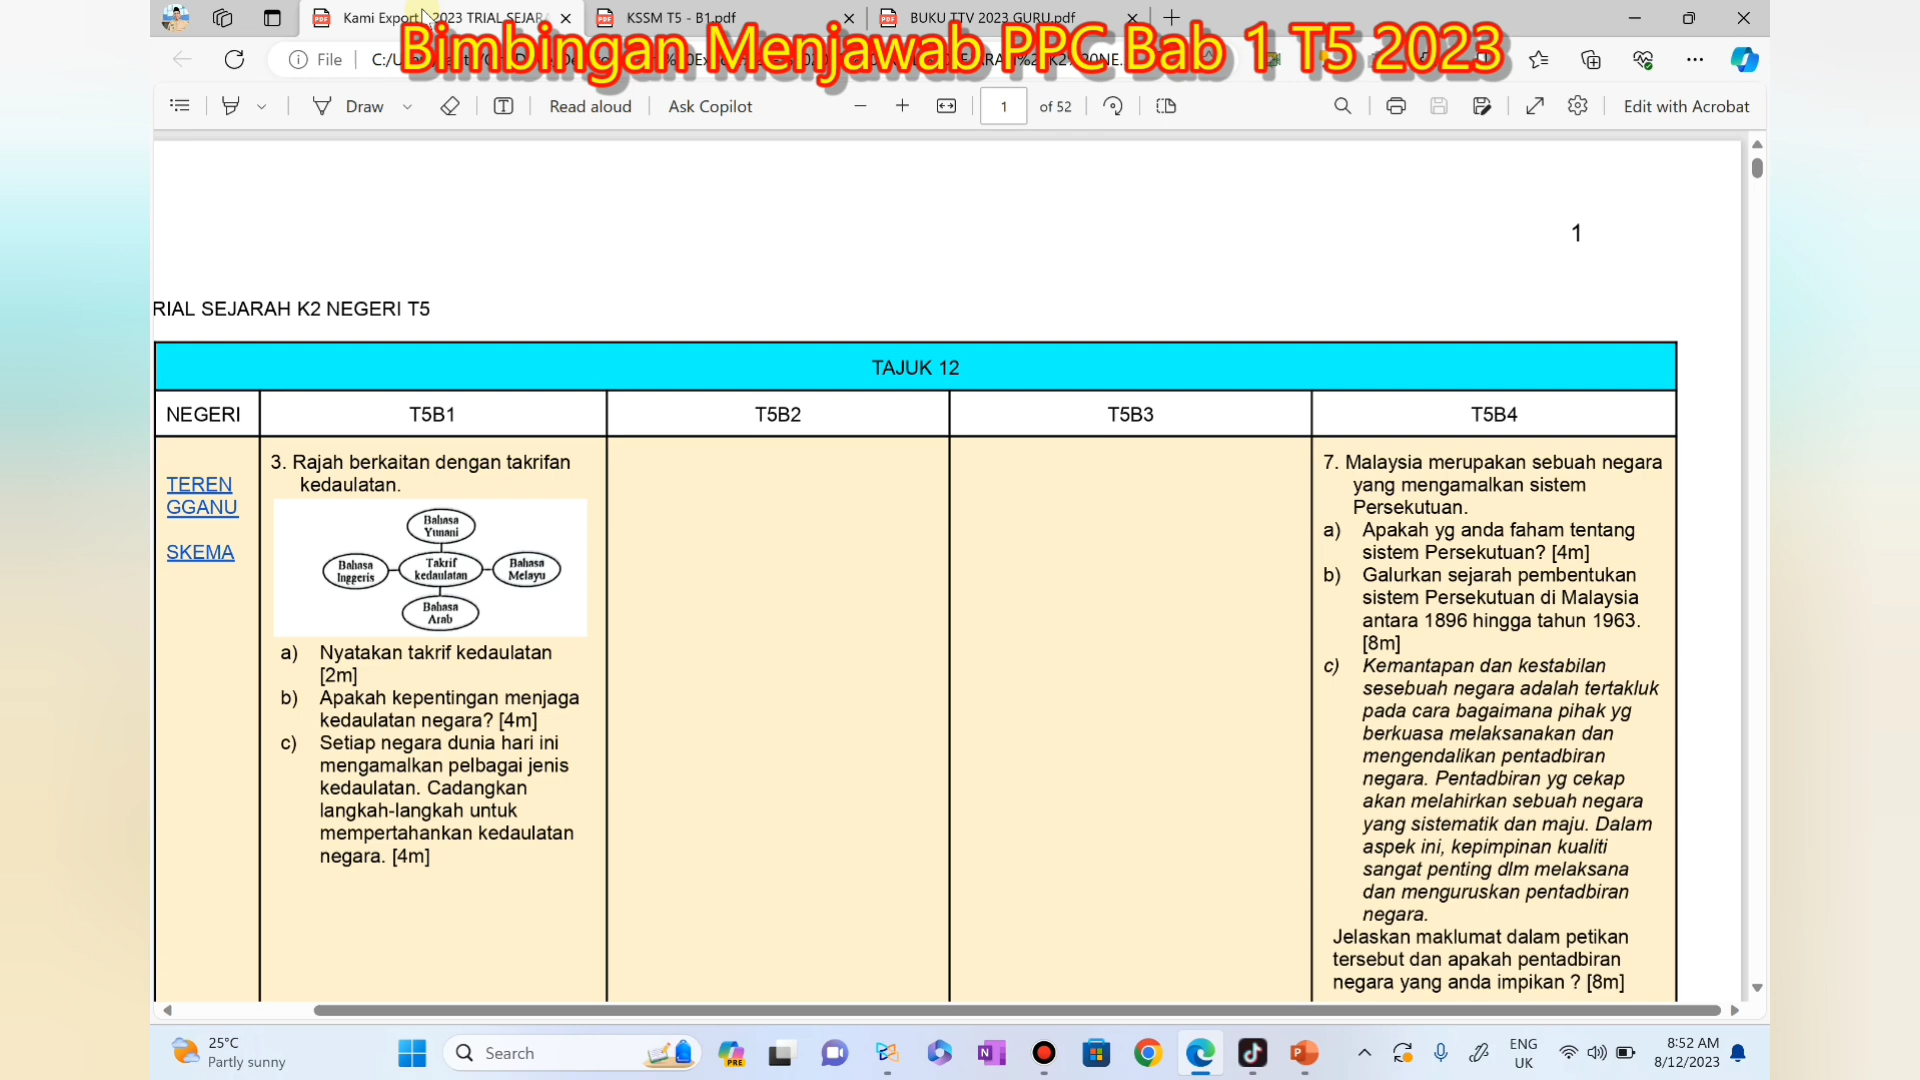 Kami Export 2023 TRIAL SEJARA
KSSM T5 - B1.pdf
BUKU TTV 2023 GURU.pdf
Bimbingan Menjawab PPC Bab 1 T5 2023
File
Draw
Read aloud
Ask Copilot
1
of 52
Edit with Acrobat
1
RIAL SEJARAH K2 NEGERI T5
TAJUK 12
NEGERI
T5B1
T5B2
T5B3
T5B4
TEREN
GGANU
SKEMA
3. Rajah berkaitan dengan takrifan
kedaulatan.
Bahasa
Yunani
Bahasa
Inggeris
Takrif
kedaulatan
Bahasa
Melayu
Bahasa
Arab
a) Nyatakan takrif kedaulatan
[2m]
b) Apakah kepentingan menjaga
kedaulatan negara? [4m]
c) Setiap negara dunia hari ini
mengamalkan pelbagai jenis
kedaulatan. Cadangkan
langkah-langkah untuk
mempertahankan kedaulatan
negara. [4m]
7. Malaysia merupakan sebuah negara
yang mengamalkan sistem
Persekutuan.
a) Apakah yg anda faham tentang
sistem Persekutuan? [4m]
b) Galurkan sejarah pembentukan
sistem Persekutuan di Malaysia
antara 1896 hingga tahun 1963.
[8m]
c) Kemantapan dan kestabilan
sesebuah negara adalah tertakluk
pada cara bagaimana pihak yg
berkuasa melaksanakan dan
mengendalikan pentadbiran
negara. Pentadbiran yg cekap
akan melahirkan sebuah negara
yang sistematik dan maju. Dalam
aspek ini, kepimpinan kualiti
sangat penting dlm melaksana
dan menguruskan pentadbiran
negara.
Jelaskan maklumat dalam petikan
tersebut dan apakah pentadbiran
negara yang anda impikan ? [8m]
25°C
Partly sunny
Search
PRE
ENG
UK
8:52 AM
8/12/2023